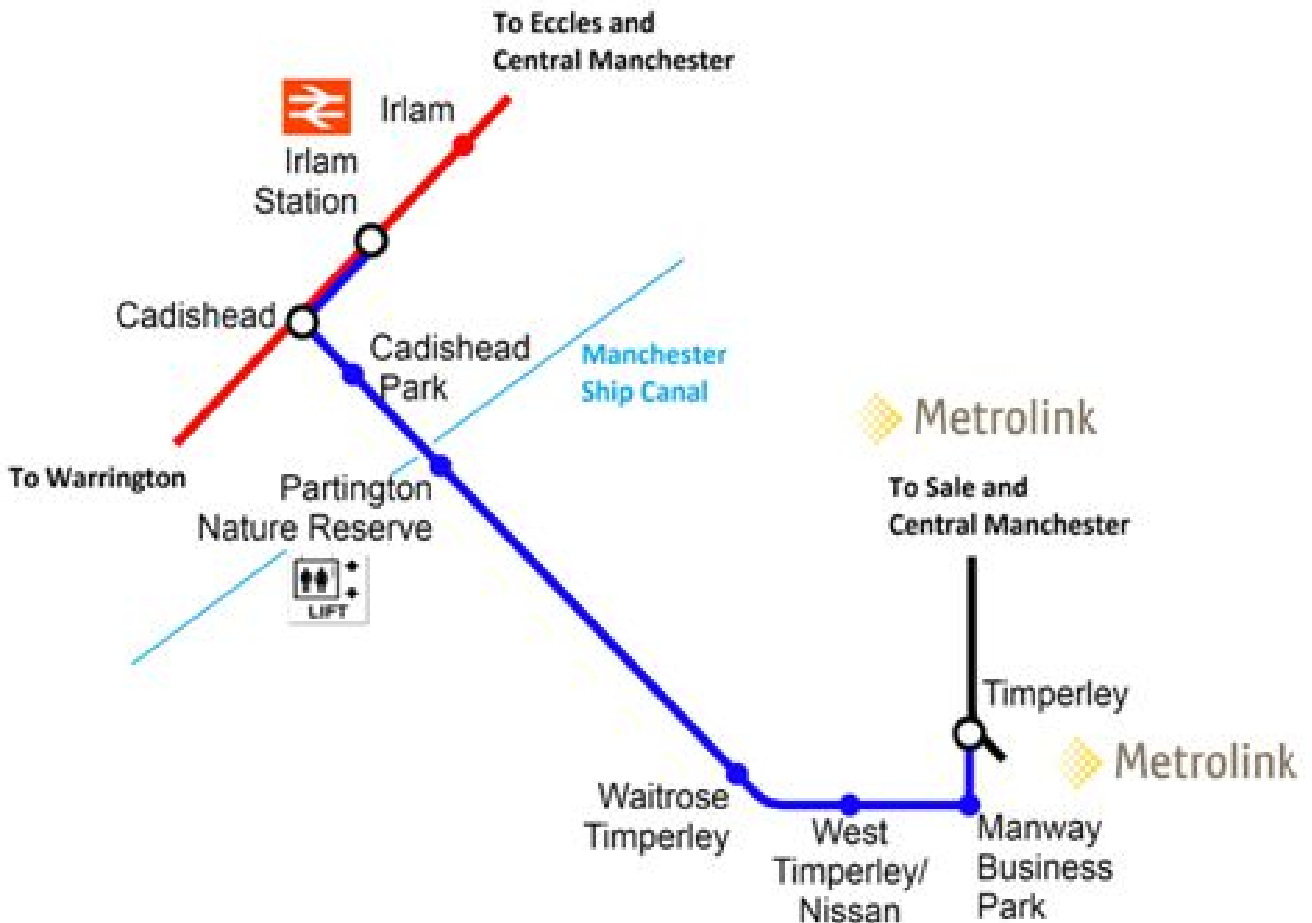 To Eccles and
Central Manchester
Irlam
Irlam
Station
Cadishead
Cadishead
Park
Manchester
Ship Canal
Metrolink
To Warrington
Partington
Nature Reserve
LIFT
To Sale and
Central Manchester
Timperley
Metrolink
Waitrose
Timperley
West
Timperley/
Nissan
Manway
Business
Park